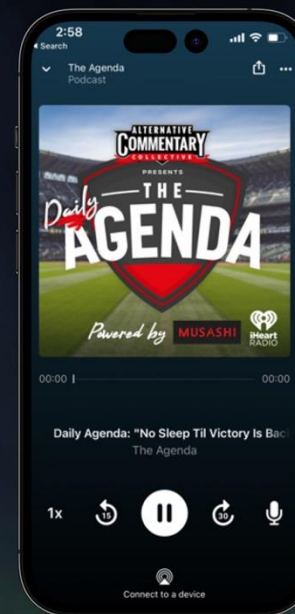 2:58
Search
The Agenda
Podcast
ALTERNATIVE
COMMENTARY
COLLECTIVE
PRESENTS
Daily
THE
AGENDA
Powered by MUSASHI
iHeart
RADIO
00:00 00:00
Daily Agenda: "No Sleep Til Victory Is Baci
The Agenda
1x 15 30
Connect to a device